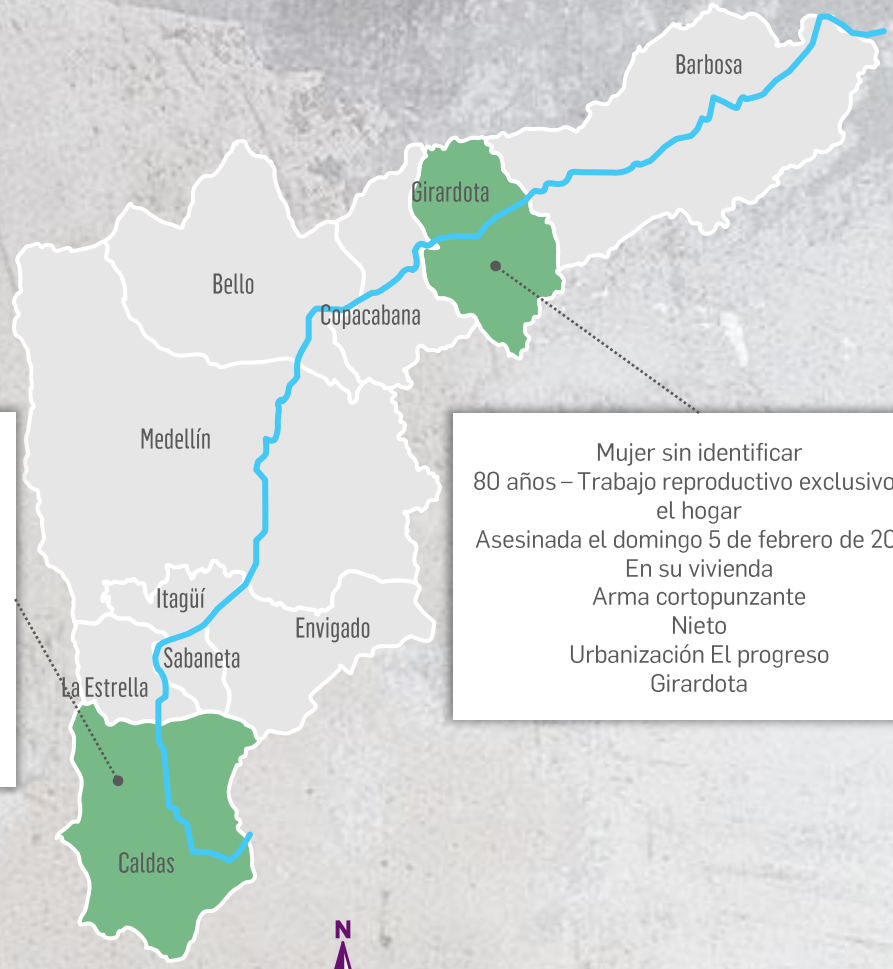 Barbosa
Girardota
Bello
Copacabana
Medellín
Mujer sin identificar
80 años – Trabajo reproductivo exclusivo
el hogar
Asesinada el domingo 5 de febrero de 20
En su vivienda
Arma cortopunzante
Nieto
Urbanización El progreso
Girardota
Itagüí
Envigado
Sabaneta
La Estrella
Caldas
N